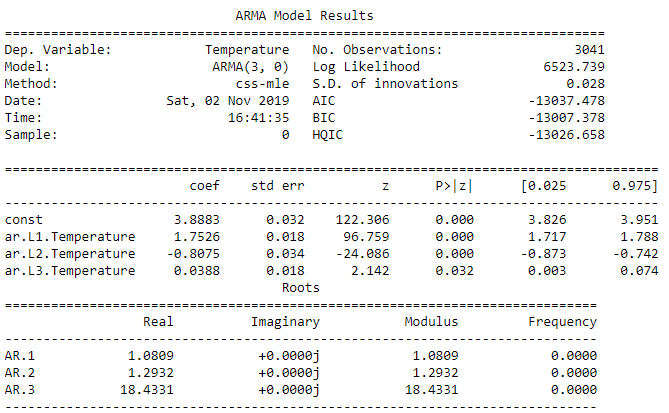 ARMA Model Results
==============================================================================
Dep. Variable: Temperature No. Observations: 3041
Model: ARMA(3, 0) Log Likelihood 6523.739
Method: css-mle S.D. of innovations 0.028
Date: Sat, 02 Nov 2019 AIC -13037.478
Time: 16:41:35 BIC -13007.378
Sample: 0 HQIC -13026.658
=====================================================================================
coef std err z P>|z| [0.025 0.975]
-------------------------------------------------------------------------------------
const 3.8883 0.032 122.306 0.000 3.826 3.951
ar.L1.Temperature 1.7526 0.018 96.759 0.000 1.717 1.788
ar.L2.Temperature -0.8075 0.034 -24.086 0.000 -0.873 -0.742
ar.L3.Temperature 0.0388 0.018 2.142 0.032 0.003 0.074
Roots
=============================================================================
Real Imaginary Modulus Frequency
-----------------------------------------------------------------------------
AR.1 1.0809 +0.0000j 1.0809 0.0000
AR.2 1.2932 +0.0000j 1.2932 0.0000
AR.3 18.4331 +0.0000j 18.4331 0.0000
-----------------------------------------------------------------------------